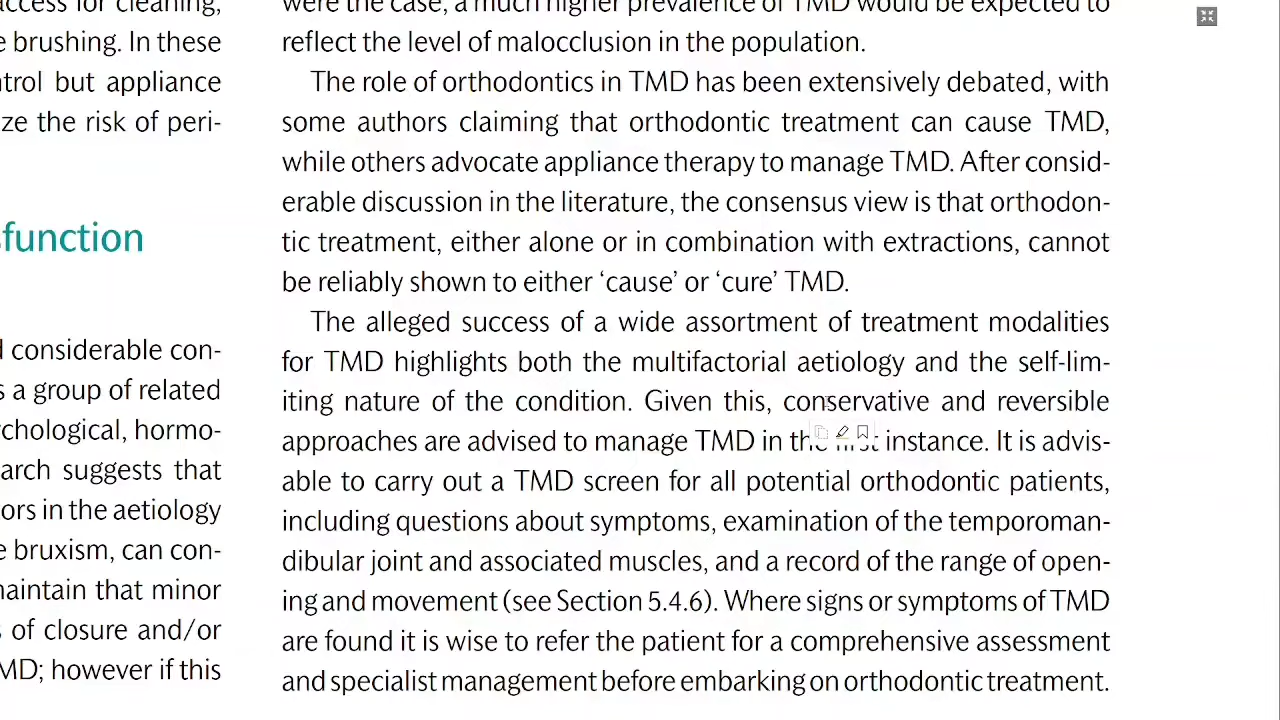 access for cleaning,
e brushing. In these
trol but appliance
ze the risk of peri-
sfunction
d considerable con-
s a group of related
ychological, hormo-
arch suggests that
ors in the aetiology
e bruxism, can con-
maintain that minor
s of closure and/or
MD; however if this
were the case, a much higher prevalence of TMD would be expected to
reflect the level of malocclusion in the population.
The role of orthodontics in TMD has been extensively debated, with
some authors claiming that orthodontic treatment can cause TMD,
while others advocate appliance therapy to manage TMD. After consid-
erable discussion in the literature, the consensus view is that orthodon-
tic treatment, either alone or in combination with extractions, cannot
be reliably shown to either ‘cause’ or ‘cure’ TMD.
The alleged success of a wide assortment of treatment modalities
for TMD highlights both the multifactorial aetiology and the self-lim-
iting nature of the condition. Given this, conservative and reversible
approaches are advised to manage TMD in the first instance. It is advis-
able to carry out a TMD screen for all potential orthodontic patients,
including questions about symptoms, examination of the temporoman-
dibular joint and associated muscles, and a record of the range of open-
ing and movement (see Section 5.4.6). Where signs or symptoms of TMD
are found it is wise to refer the patient for a comprehensive assessment
and specialist management before embarking on orthodontic treatment.